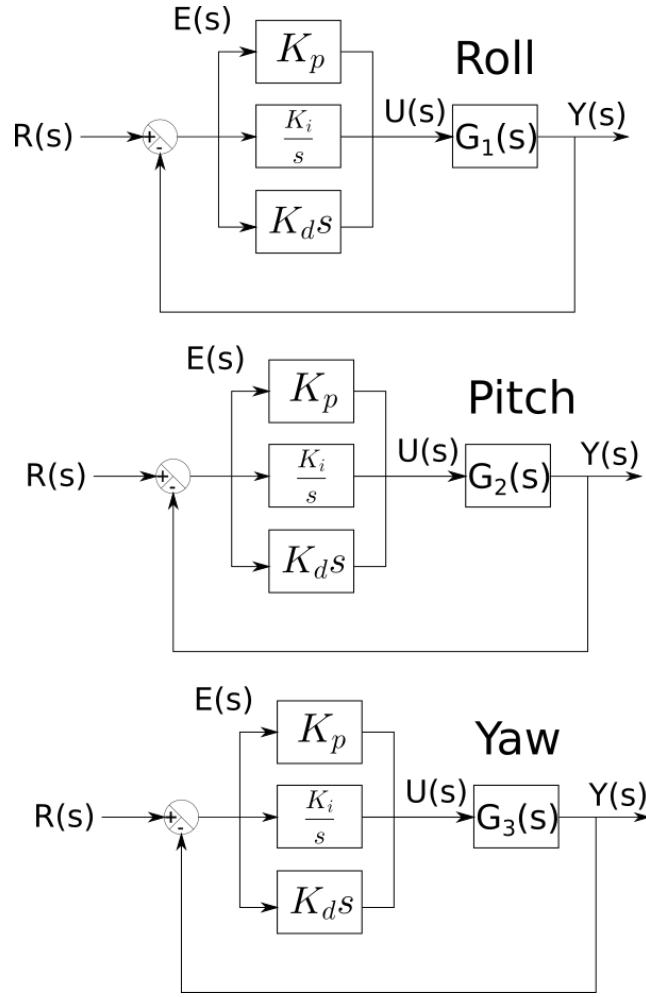 E(s)
K_p
Roll
R(s)
+
-
K_i/s
U(s)
G_1(s)
Y(s)
K_d s
E(s)
K_p
Pitch
R(s)
+
-
K_i/s
U(s)
G_2(s)
Y(s)
K_d s
E(s)
K_p
Yaw
R(s)
+
-
K_i/s
U(s)
G_3(s)
Y(s)
K_d s